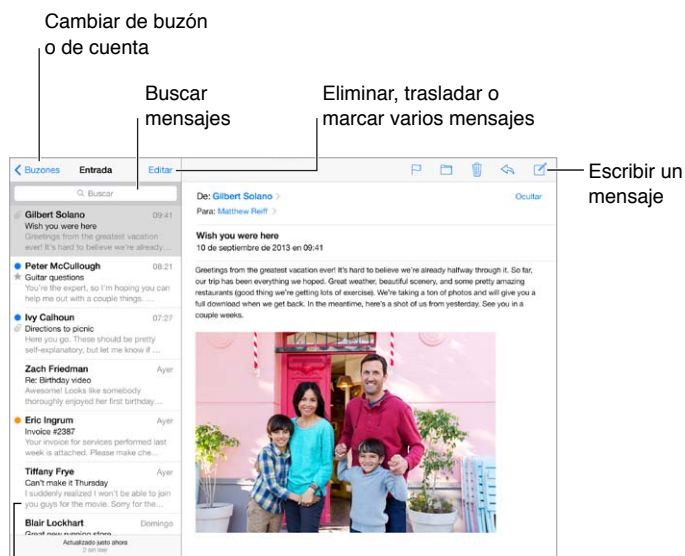 Cambiar de buzón
o de cuenta
Buscar
mensajes
Eliminar, trasladar o
marcar varios mensajes
Escribir un
mensaje
Buzones Entrada Editar
Buscar
Gilbert Solano 09:41
Wish you were here
Greetings from the greatest vacation
ever! It's hard to believe we're already...
Peter McCullough 08:21
Guitar questions
You're the expert, so I'm hoping you can
help me out with a couple things. ...
Ivy Calhoun 07:27
Directions to picnic
Here you go. These should be pretty
self-explanatory, but let me know if ...
Zach Friedman Ayer
Re: Birthday video
Awesome! Looks like somebody
thoroughly enjoyed her first birthday...
Eric Ingrum Ayer
Invoice #2387
Your invoice for services performed last
week is attached. Please make che...
Tiffany Frye Ayer
Can't make it Thursday
I suddenly realized I won't be able to join
you guys for the movie. Sorry for the...
Blair Lockhart Domingo
Great new running store
Actualizado justo ahora
2 sin leer
De: Gilbert Solano Ocultar
Para: Matthew Reiff
Wish you were here
10 de septiembre de 2013 en 09:41
Greetings from the greatest vacation ever! It's hard to believe we're already halfway through it. So far,
our trip has been everything we hoped. Great weather, beautiful scenery, and some pretty amazing
restaurants (good thing we're getting lots of exercise). We're taking a ton of photos and will give you a
full download when we get back. In the meantime, here's a shot of us from yesterday. See you in a
couple weeks.